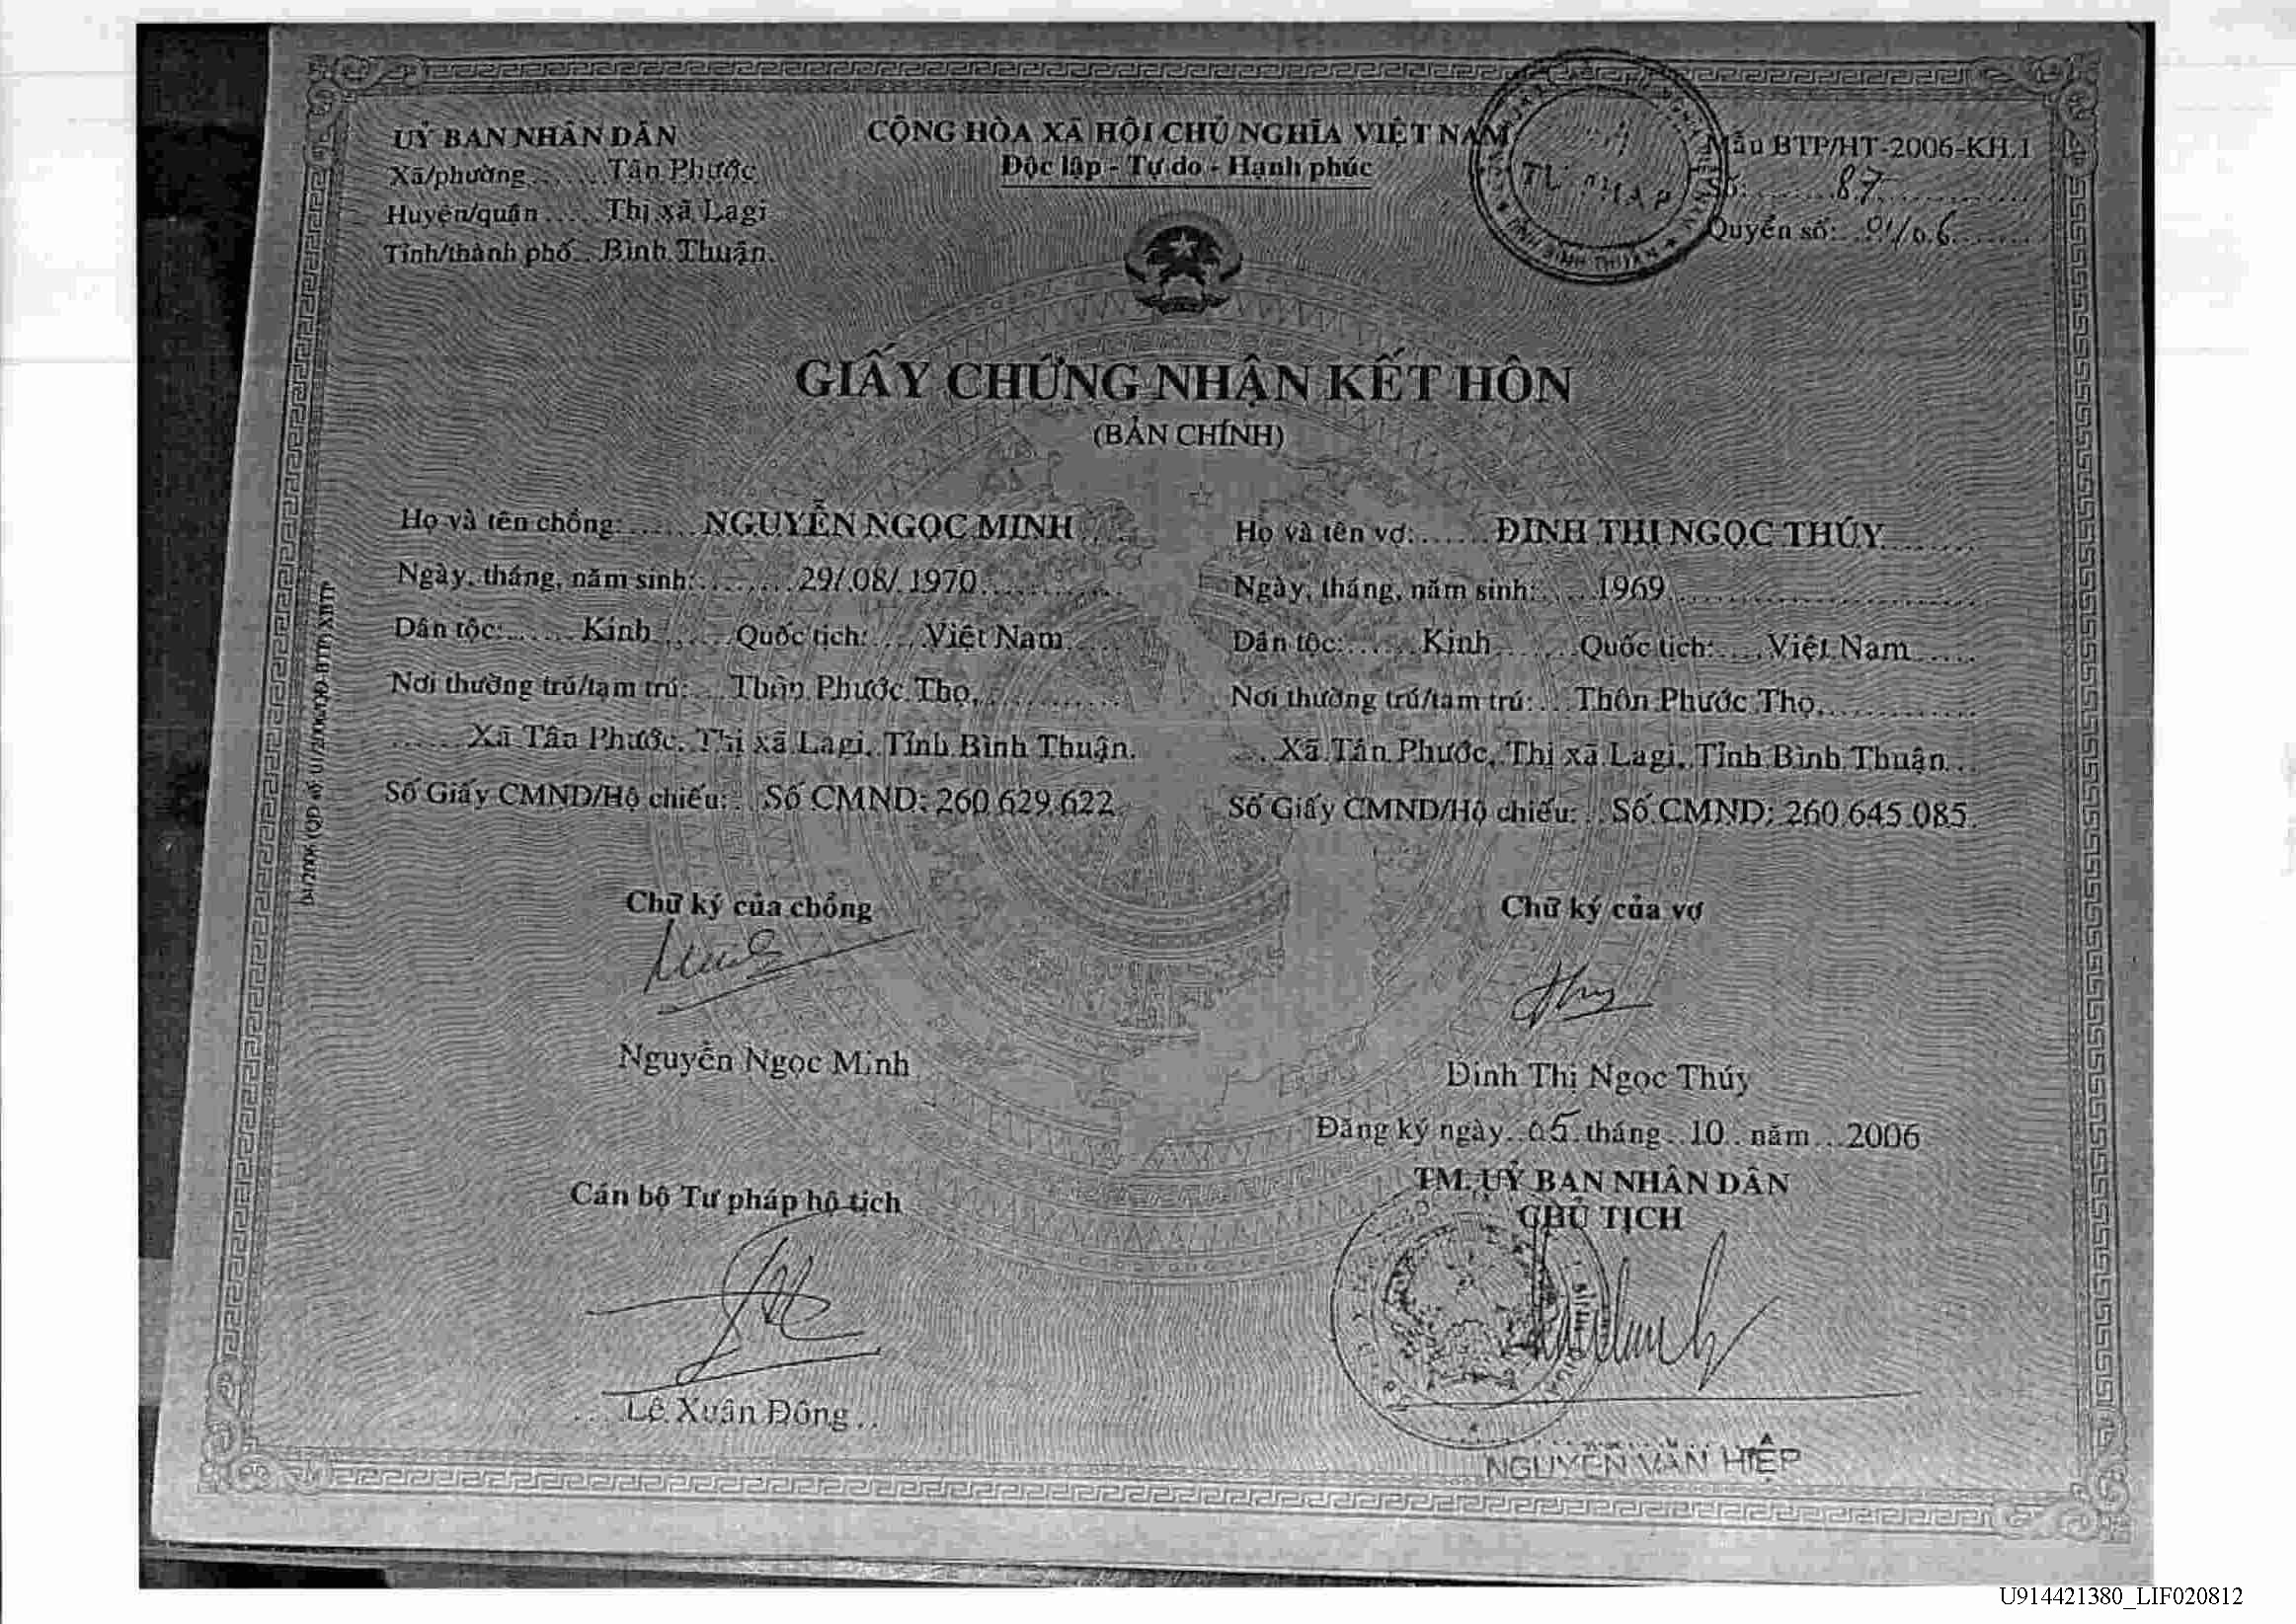 UỶ BAN NHÂN DÂN
Xã/phường ........ Tân Phước
Huyện/quận ..... Thị xã Lagi
Tỉnh/thành phố .. Bình Thuận.
CỘNG HÒA XÃ HỘI CHỦ NGHĨA VIỆT NAM
Độc lập - Tự do - Hạnh phúc
TƯ PHÁP
TỈNH BÌNH THUẬN
Mẫu BTP/HT-2006-KH.1
87
Quyển số: 01/06
GIẤY CHỨNG NHẬN KẾT HÔN
(BẢN CHÍNH)
Họ và tên chồng: ...... NGUYỄN NGỌC MINH
Ngày, tháng, năm sinh: ........ 29/.08/.1970
Dân tộc: ...... Kinh ...... Quốc tịch: .... Việt Nam
Nơi thường trú/tạm trú: ... Thôn Phước Thọ,
Xã Tân Phước, Thị xã Lagi, Tỉnh Bình Thuận.
Số Giấy CMND/Hộ chiếu: .. Số CMND: 260.629.622.
Họ và tên vợ: ...... ĐINH THỊ NGỌC THÚY
Ngày, tháng, năm sinh: ..... 1969
Dân tộc: ...... Kinh ...... Quốc tịch: .... Việt Nam
Nơi thường trú/tạm trú: ... Thôn Phước Thọ,
Xã Tân Phước, Thị xã Lagi, Tỉnh Bình Thuận
Số Giấy CMND/Hộ chiếu: .. Số CMND: 260.645.085.
Chữ ký của chồng
Nguyễn Ngọc Minh
Chữ ký của vợ
Thúy
Đinh Thị Ngọc Thúy
Đăng ký ngày..05.tháng..10..năm...2006
Cán bộ Tư pháp hộ tịch
Lê Xuân Đông
TM. UỶ BAN NHÂN DÂN
CHỦ TỊCH
NGUYỄN VĂN HIỆP
U914421380_LIF020812